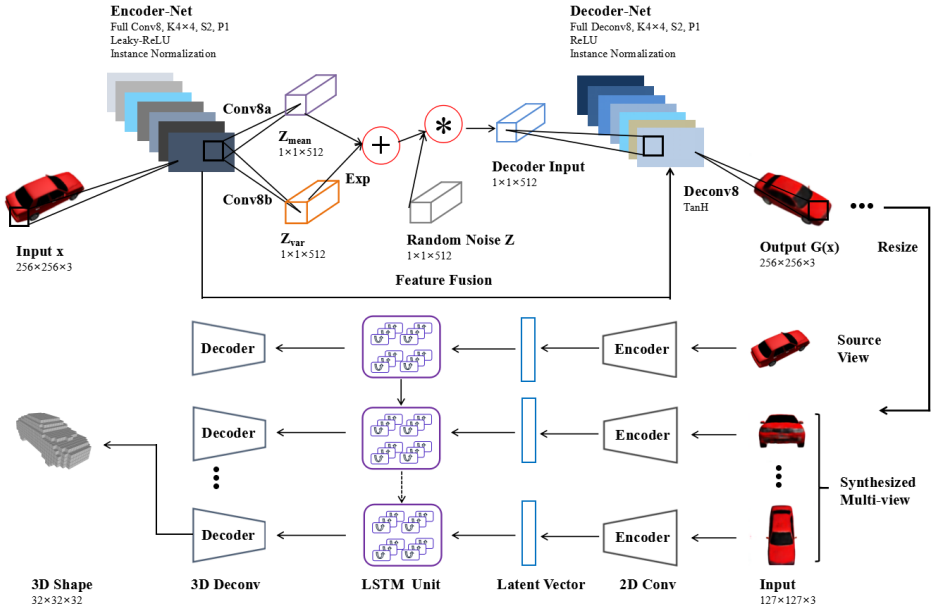 Encoder-Net
Full Conv8, K4×4, S2, P1
Leaky-ReLU
Instance Normalization
Decoder-Net
Full Deconv8, K4×4, S2, P1
ReLU
Instance Normalization
Conv8a
Z_mean
1×1×512
+
*
Exp
Conv8b
Z_var
1×1×512
Decoder Input
1×1×512
Random Noise Z
1×1×512
Deconv8
TanH
Input x
256×256×3
Output G(x)
256×256×3
Resize
Feature Fusion
Decoder
Encoder
Source
View
Decoder
Encoder
Synthesized
Multi-view
Decoder
Encoder
3D Shape
32×32×32
3D Deconv
LSTM Unit
Latent Vector
2D Conv
Input
127×127×3